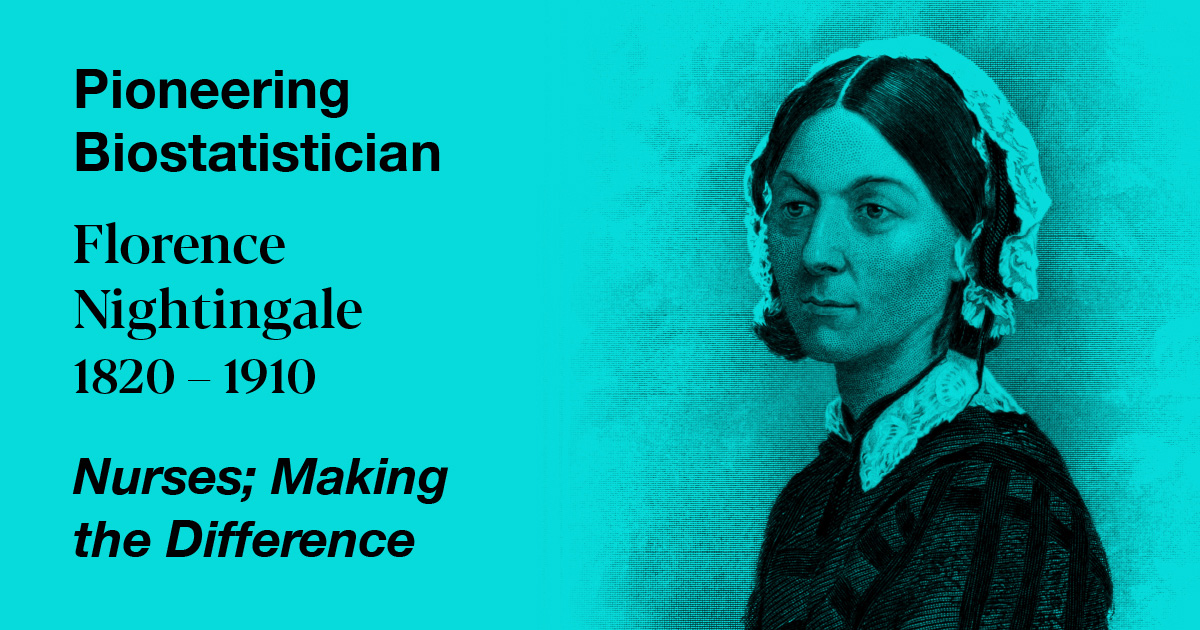 Pioneering
Biostatistician
Florence
Nightingale
1820 – 1910
Nurses; Making
the Difference